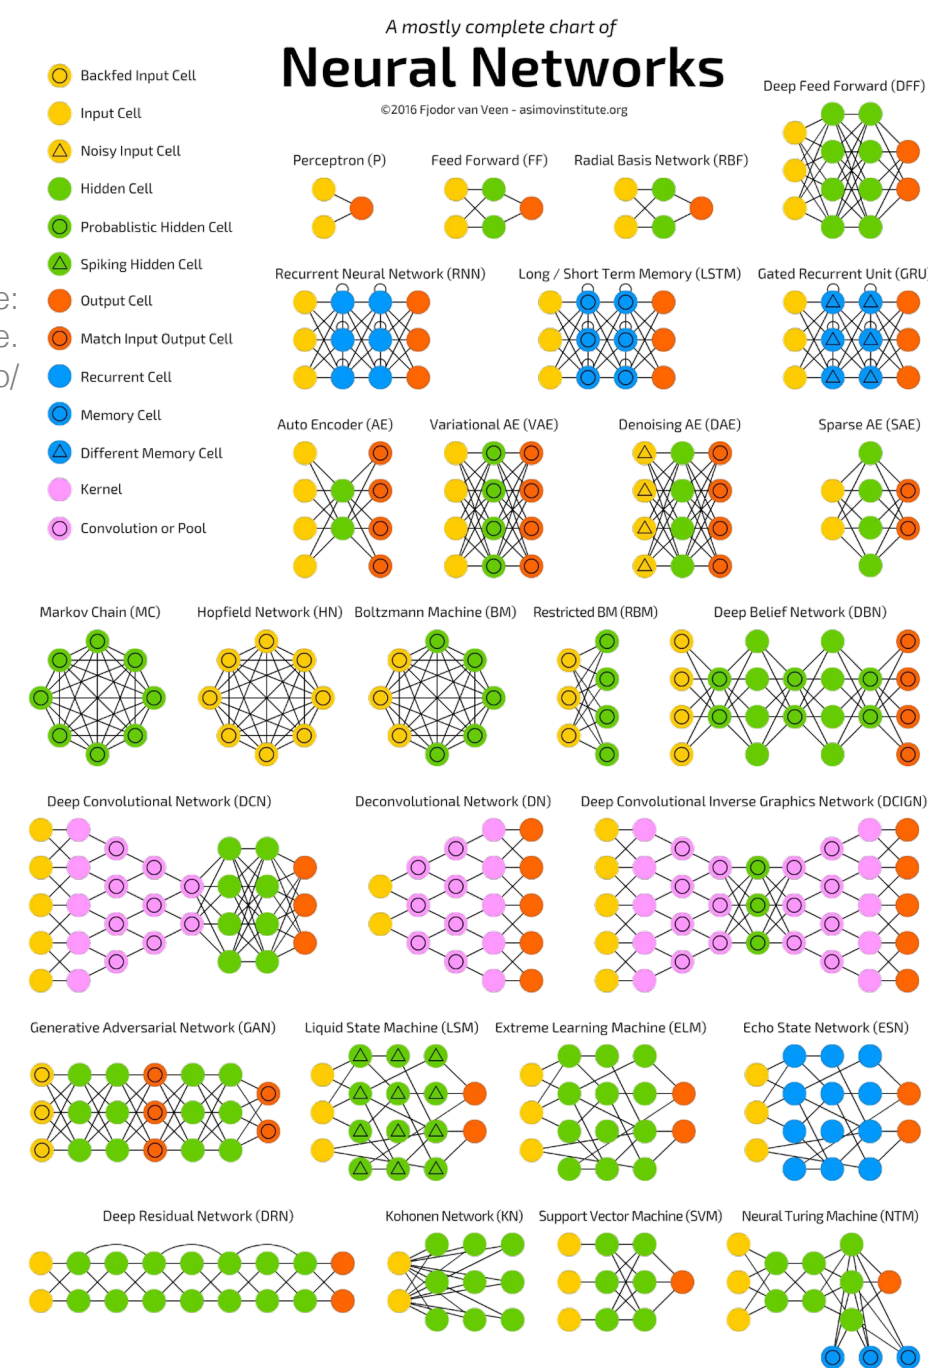 A mostly complete chart of
Neural Networks
©2016 Fjodor van Veen - asimovinstitute.org
Backfed Input Cell
Input Cell
Noisy Input Cell
Hidden Cell
Probablistic Hidden Cell
Spiking Hidden Cell
Output Cell
Match Input Output Cell
Recurrent Cell
Memory Cell
Different Memory Cell
Kernel
Convolution or Pool
e:
e.
o/
Deep Feed Forward (DFF)
Perceptron (P) Feed Forward (FF) Radial Basis Network (RBF)
Recurrent Neural Network (RNN) Long / Short Term Memory (LSTM) Gated Recurrent Unit (GRU)
Auto Encoder (AE) Variational AE (VAE) Denoising AE (DAE) Sparse AE (SAE)
Markov Chain (MC) Hopfield Network (HN) Boltzmann Machine (BM) Restricted BM (RBM) Deep Belief Network (DBN)
Deep Convolutional Network (DCN) Deconvolutional Network (DN) Deep Convolutional Inverse Graphics Network (DCIGN)
Generative Adversarial Network (GAN) Liquid State Machine (LSM) Extreme Learning Machine (ELM) Echo State Network (ESN)
Deep Residual Network (DRN) Kohonen Network (KN) Support Vector Machine (SVM) Neural Turing Machine (NTM)